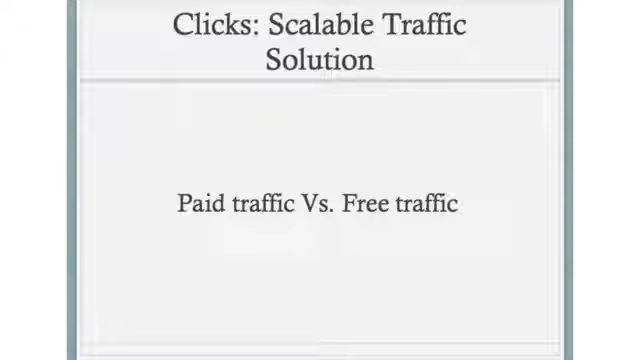 Clicks: Scalable Traffic
Solution
Paid traffic Vs. Free traffic